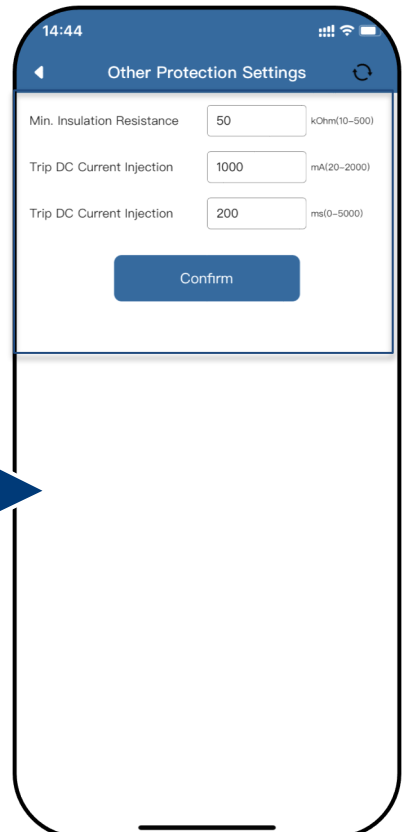 14:44
Other Protection Settings
Min. Insulation Resistance 50 kOhm(10-500)
Trip DC Current Injection 1000 mA(20-2000)
Trip DC Current Injection 200 ms(0-5000)
Confirm